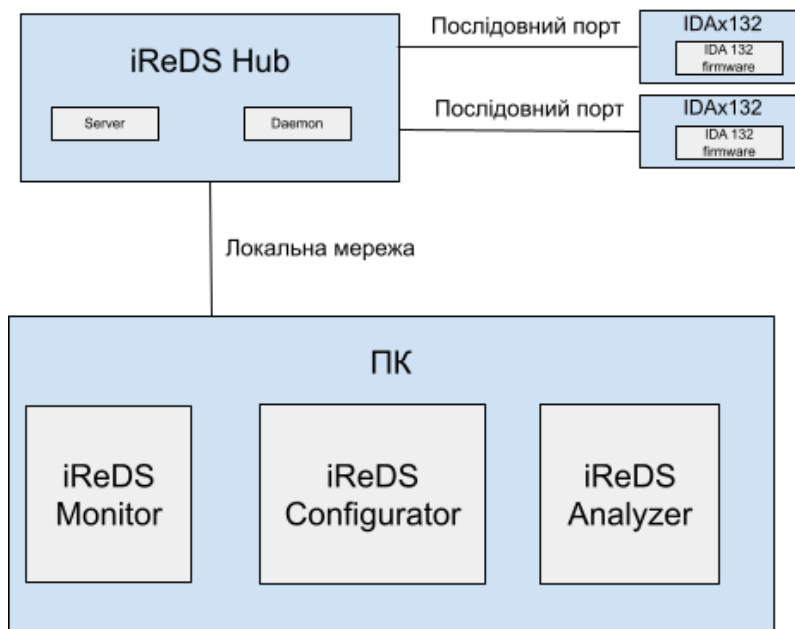 iReDS Hub
Server
Daemon
Послідовний порт
IDAx132
IDA 132
firmware
Послідовний порт
IDAx132
IDA 132
firmware
Локальна мережа
ПК
iReDS
Monitor
iReDS
Configurator
iReDS
Analyzer